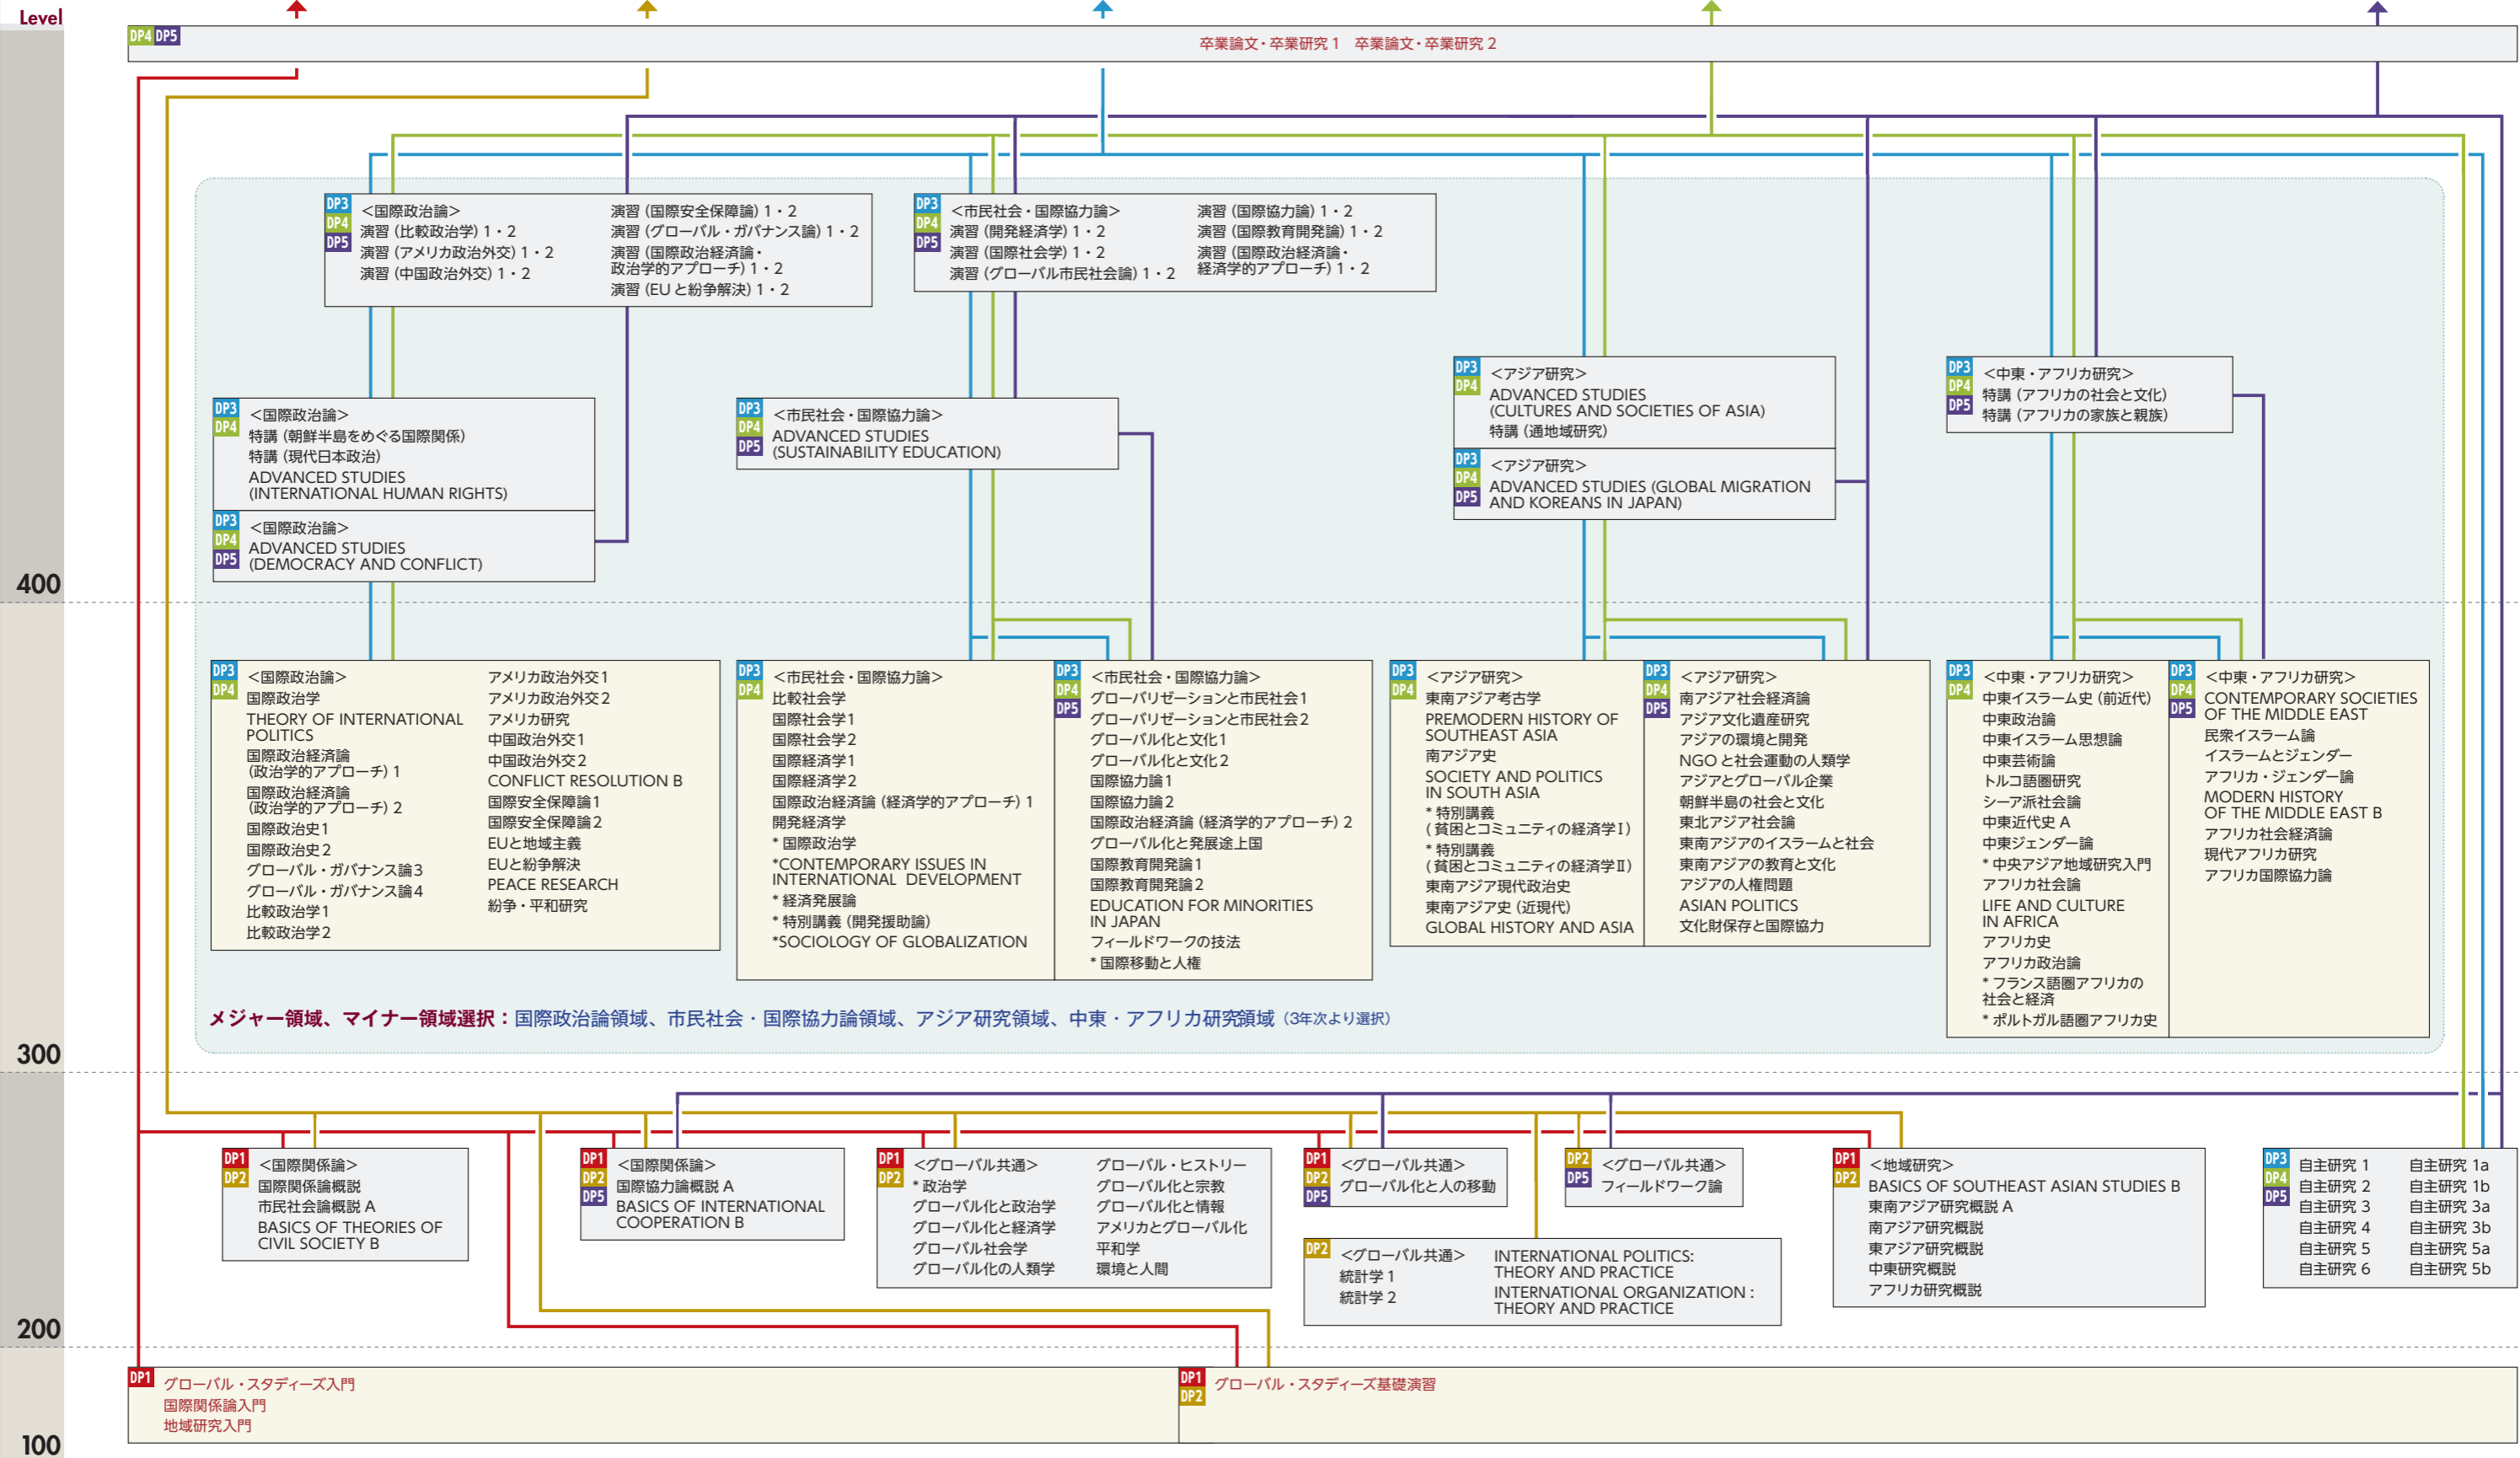 Level
DP4 DP5
卒業論文・卒業研究 1　卒業論文・卒業研究 2
DP3
DP4
DP5
＜国際政治論＞
演習（比較政治学）1・2
演習（アメリカ政治外交）1・2
演習（中国政治外交）1・2
演習（国際安全保障論）1・2
演習（グローバル・ガバナンス論）1・2
演習（国際政治経済論・
政治学的アプローチ）1・2
演習（EU と紛争解決）1・2
DP3
DP4
DP5
＜市民社会・国際協力論＞
演習（開発経済学）1・2
演習（国際社会学）1・2
演習（グローバル市民社会論）1・2
演習（国際協力論）1・2
演習（国際教育開発論）1・2
演習（国際政治経済論・
経済学的アプローチ）1・2
DP3
DP4
＜国際政治論＞
特講（朝鮮半島をめぐる国際関係）
特講（現代日本政治）
ADVANCED STUDIES
(INTERNATIONAL HUMAN RIGHTS)
DP3
DP4
DP5
＜国際政治論＞
ADVANCED STUDIES
(DEMOCRACY AND CONFLICT)
DP3
DP4
DP5
＜市民社会・国際協力論＞
ADVANCED STUDIES
(SUSTAINABILITY EDUCATION)
DP3
DP4
＜アジア研究＞
ADVANCED STUDIES
(CULTURES AND SOCIETIES OF ASIA)
特講（通地域研究）
DP3
DP4
DP5
＜アジア研究＞
ADVANCED STUDIES (GLOBAL MIGRATION
AND KOREANS IN JAPAN)
DP3
DP4
DP5
＜中東・アフリカ研究＞
特講（アフリカの社会と文化）
特講（アフリカの家族と親族）
400
DP3
DP4
＜国際政治論＞
国際政治学
THEORY OF INTERNATIONAL
POLITICS
国際政治経済論
（政治学的アプローチ）1
国際政治経済論
（政治学的アプローチ）2
国際政治史1
国際政治史2
グローバル・ガバナンス論3
グローバル・ガバナンス論4
比較政治学1
比較政治学2
アメリカ政治外交1
アメリカ政治外交2
アメリカ研究
中国政治外交1
中国政治外交2
CONFLICT RESOLUTION B
国際安全保障論1
国際安全保障論2
EUと地域主義
EUと紛争解決
PEACE RESEARCH
紛争・平和研究
DP3
DP4
＜市民社会・国際協力論＞
比較社会学
国際社会学1
国際社会学2
国際経済学1
国際経済学2
国際政治経済論（経済学的アプローチ）1
開発経済学
* 国際政治学
*CONTEMPORARY ISSUES IN
INTERNATIONAL DEVELOPMENT
* 経済発展論
* 特別講義（開発援助論）
*SOCIOLOGY OF GLOBALIZATION
DP3
DP4
DP5
＜市民社会・国際協力論＞
グローバリゼーションと市民社会1
グローバリゼーションと市民社会2
グローバル化と文化1
グローバル化と文化2
国際協力論1
国際協力論2
国際政治経済論（経済学的アプローチ）2
グローバル化と発展途上国
国際教育開発論1
国際教育開発論2
EDUCATION FOR MINORITIES
IN JAPAN
フィールドワークの技法
* 国際移動と人権
DP3
DP4
＜アジア研究＞
東南アジア考古学
PREMODERN HISTORY OF
SOUTHEAST ASIA
南アジア史
SOCIETY AND POLITICS
IN SOUTH ASIA
* 特別講義
( 貧困とコミュニティの経済学Ⅰ)
* 特別講義
( 貧困とコミュニティの経済学Ⅱ)
東南アジア現代政治史
東南アジア史（近現代）
GLOBAL HISTORY AND ASIA
DP3
DP4
DP5
＜アジア研究＞
南アジア社会経済論
アジア文化遺産研究
アジアの環境と開発
NGO と社会運動の人類学
アジアとグローバル企業
朝鮮半島の社会と文化
東北アジア社会論
東南アジアのイスラームと社会
東南アジアの教育と文化
アジアの人権問題
ASIAN POLITICS
文化財保存と国際協力
DP3
DP4
＜中東・アフリカ研究＞
中東イスラーム史（前近代）
中東政治論
中東イスラーム思想論
中東芸術論
トルコ語圏研究
シーア派社会論
中東近代史 A
中東ジェンダー論
* 中央アジア地域研究入門
アフリカ社会論
LIFE AND CULTURE
IN AFRICA
アフリカ史
アフリカ政治論
* フランス語圏アフリカの
社会と経済
* ポルトガル語圏アフリカ史
DP3
DP4
DP5
＜中東・アフリカ研究＞
CONTEMPORARY SOCIETIES
OF THE MIDDLE EAST
民衆イスラーム論
イスラームとジェンダー
アフリカ・ジェンダー論
MODERN HISTORY
OF THE MIDDLE EAST B
アフリカ社会経済論
現代アフリカ研究
アフリカ国際協力論
メジャー領域、マイナー領域選択：国際政治論領域、市民社会・国際協力論領域、アジア研究領域、中東・アフリカ研究領域（3年次より選択）
300
DP1
DP2
＜国際関係論＞
国際関係論概説
市民社会論概説 A
BASICS OF THEORIES OF
CIVIL SOCIETY B
DP1
DP2
DP5
＜国際関係論＞
国際協力論概説 A
BASICS OF INTERNATIONAL
COOPERATION B
DP1
DP2
＜グローバル共通＞
* 政治学
グローバル化と政治学
グローバル化と経済学
グローバル社会学
グローバル化の人類学
グローバル・ヒストリー
グローバル化と宗教
グローバル化と情報
アメリカとグローバル化
平和学
環境と人間
DP1
DP2
DP5
＜グローバル共通＞
グローバル化と人の移動
DP2
DP5
＜グローバル共通＞
フィールドワーク論
DP2
＜グローバル共通＞
統計学 1
統計学 2
INTERNATIONAL POLITICS:
THEORY AND PRACTICE
INTERNATIONAL ORGANIZATION :
THEORY AND PRACTICE
DP1
DP2
＜地域研究＞
BASICS OF SOUTHEAST ASIAN STUDIES B
東南アジア研究概説 A
南アジア研究概説
東アジア研究概説
中東研究概説
アフリカ研究概説
DP3
DP4
DP5
自主研究 1
自主研究 2
自主研究 3
自主研究 4
自主研究 5
自主研究 6
自主研究 1a
自主研究 1b
自主研究 3a
自主研究 3b
自主研究 5a
自主研究 5b
200
DP1
グローバル・スタディーズ入門
国際関係論入門
地域研究入門
DP1
DP2
グローバル・スタディーズ基礎演習
100